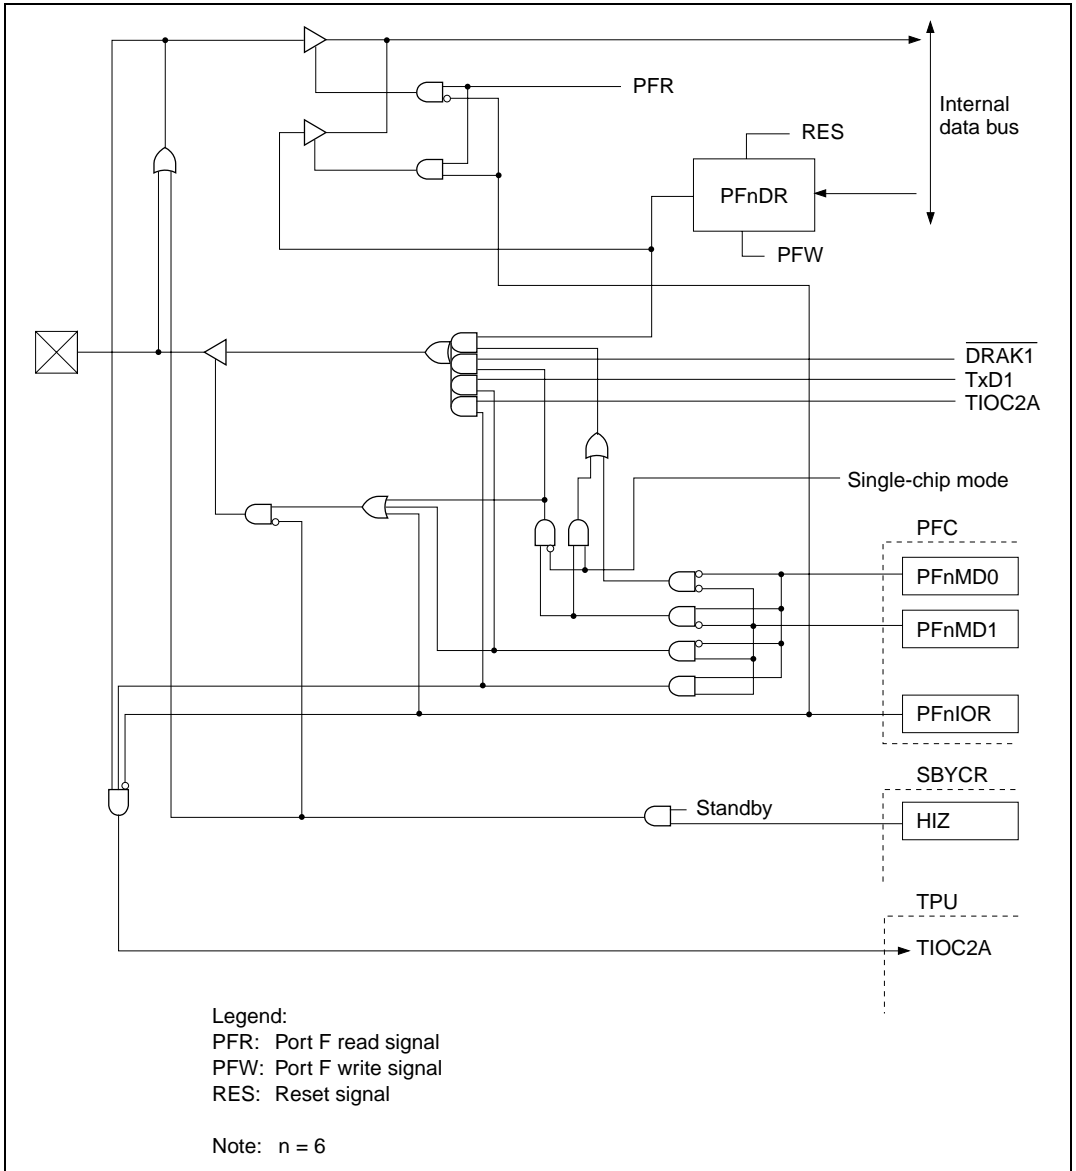 PFR
Internal
data bus
RES
PFnDR
PFW
DRAK1
TxD1
TIOC2A
Single-chip mode
PFC
PFnMD0
PFnMD1
PFnIOR
SBYCR
Standby
HIZ
TPU
TIOC2A
Legend:
PFR: Port F read signal
PFW: Port F write signal
RES: Reset signal
Note: n = 6